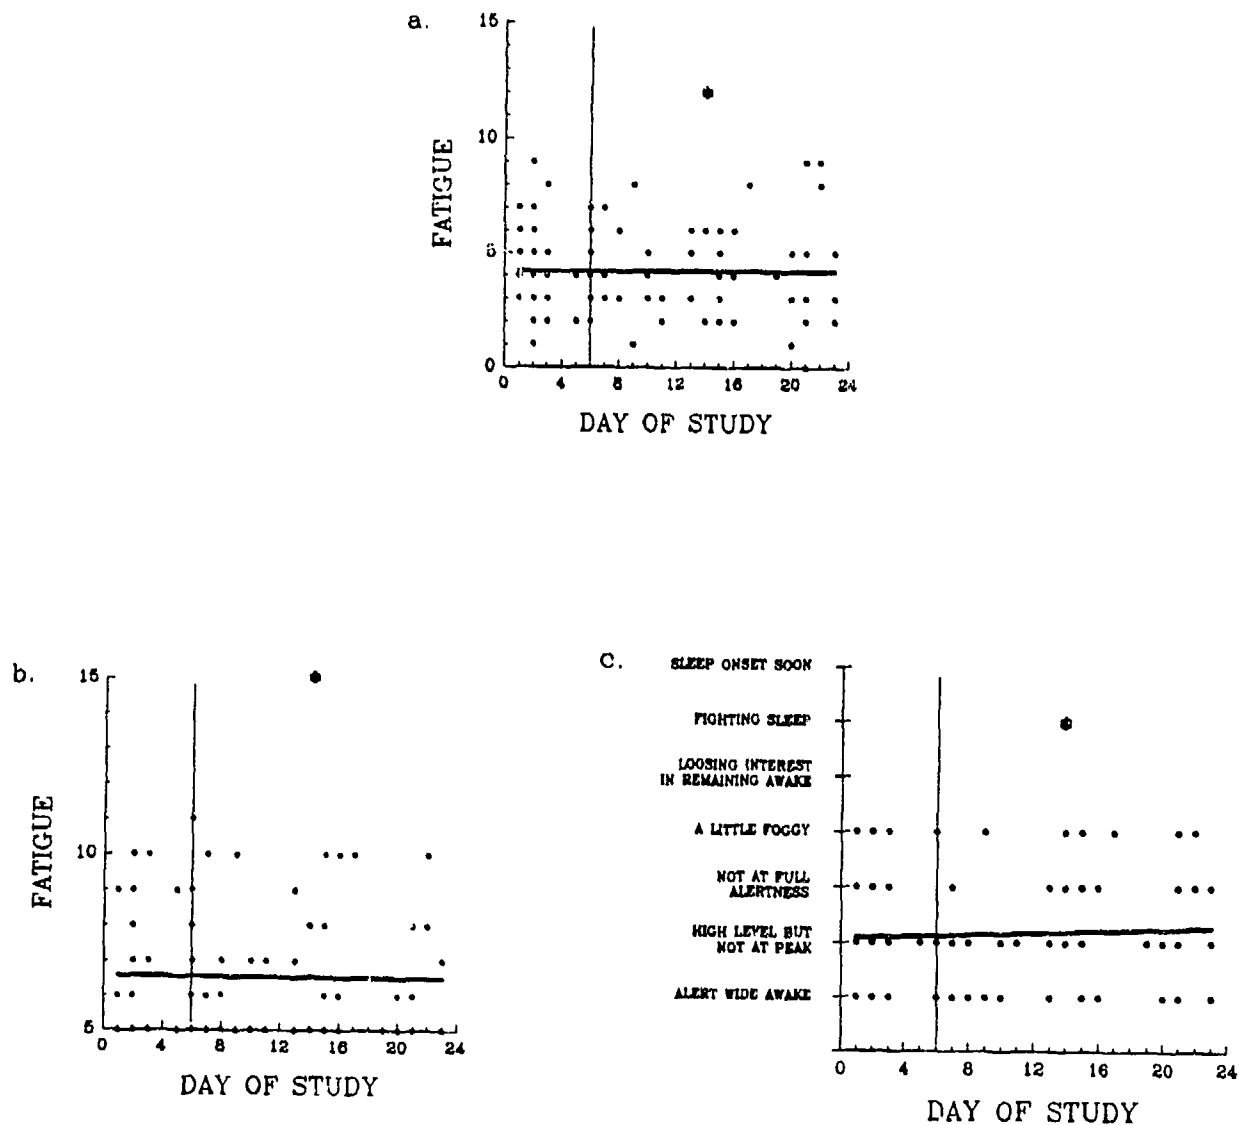 a.
15
10
5
0
FATIGUE
0 4 8 12 16 20 24
DAY OF STUDY
b.
15
10
5
FATIGUE
0 4 8 12 16 20 24
DAY OF STUDY
C.
SLEEP ONSET SOON
FIGHTING SLEEP
LOOSING INTEREST
IN REMAINING AWAKE
A LITTLE FOGGY
NOT AT FULL
ALERTNESS
HIGH LEVEL BUT
NOT AT PEAK
ALERT WIDE AWAKE
0 4 8 12 16 20 24
DAY OF STUDY